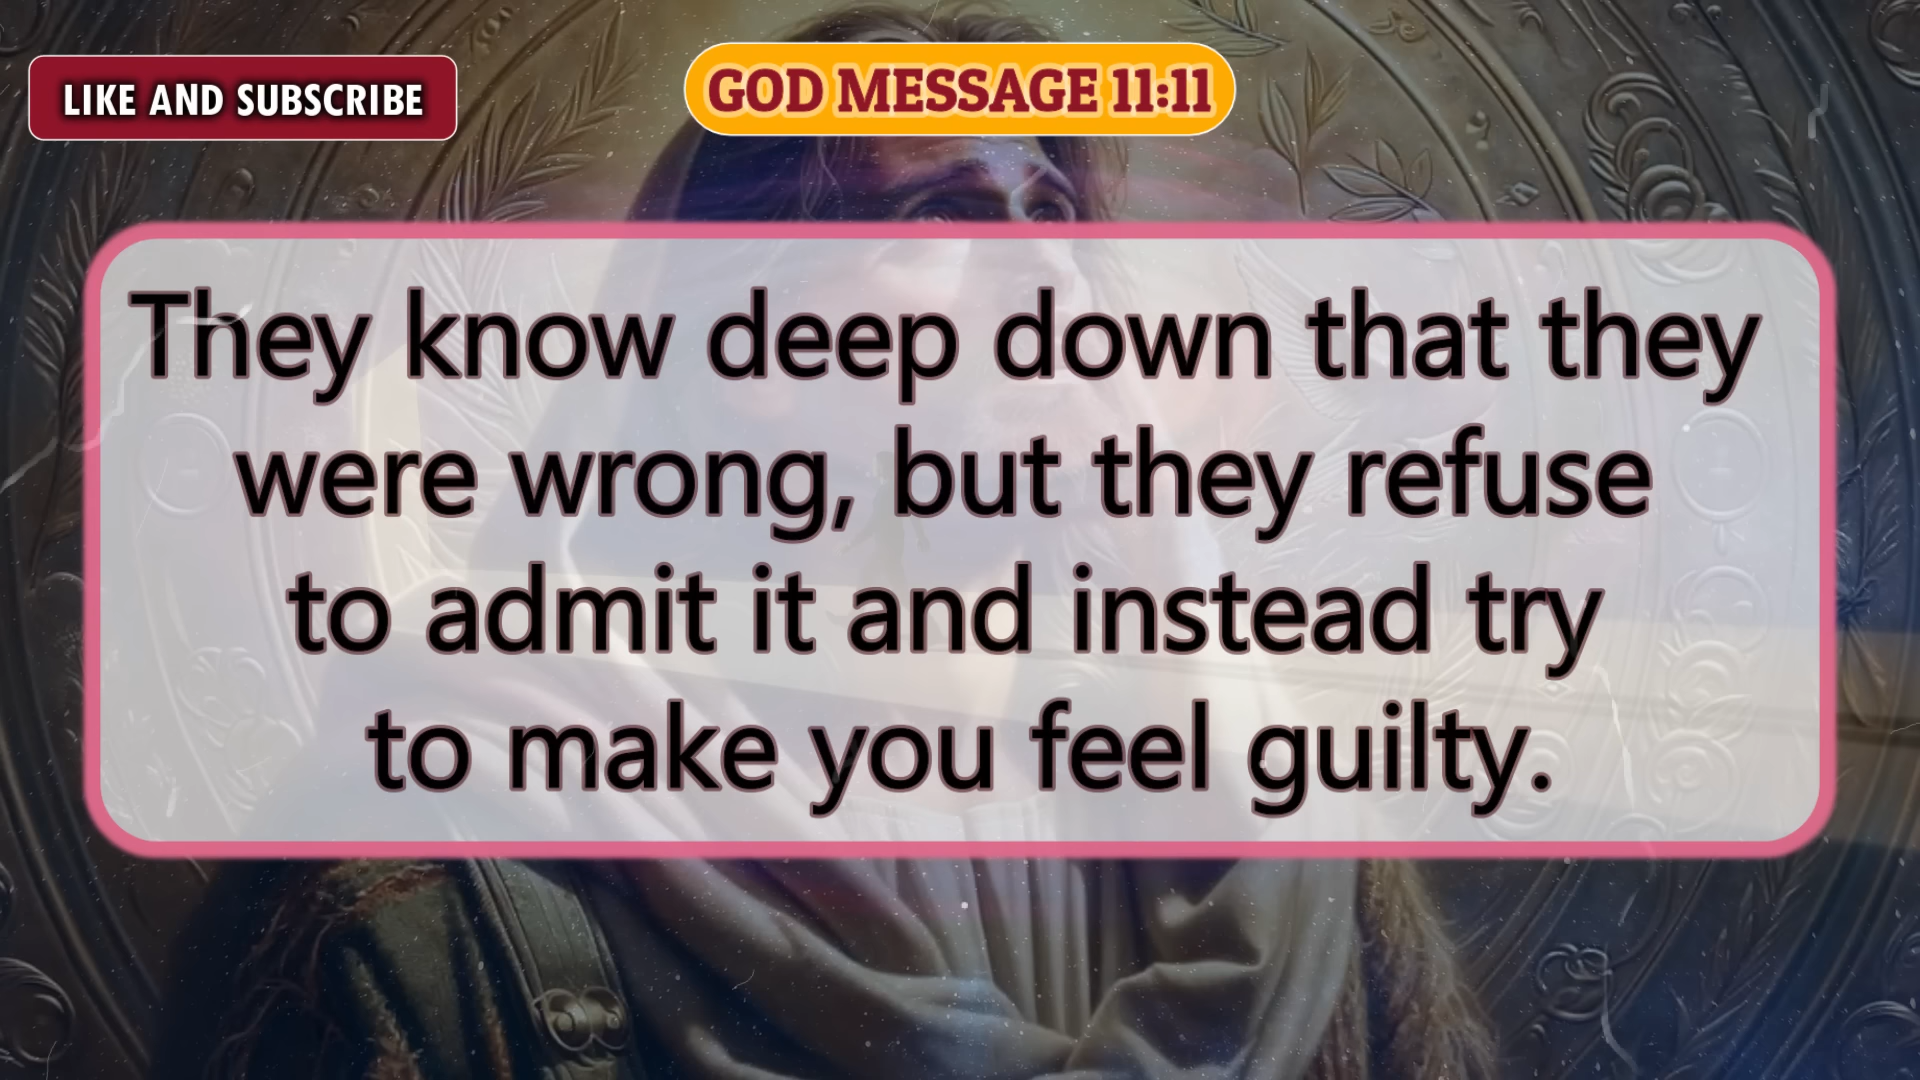 LIKE AND SUBSCRIBE
GOD MESSAGE 11:11
They know deep down that they
were wrong, but they refuse
to admit it and instead try
to make you feel guilty.